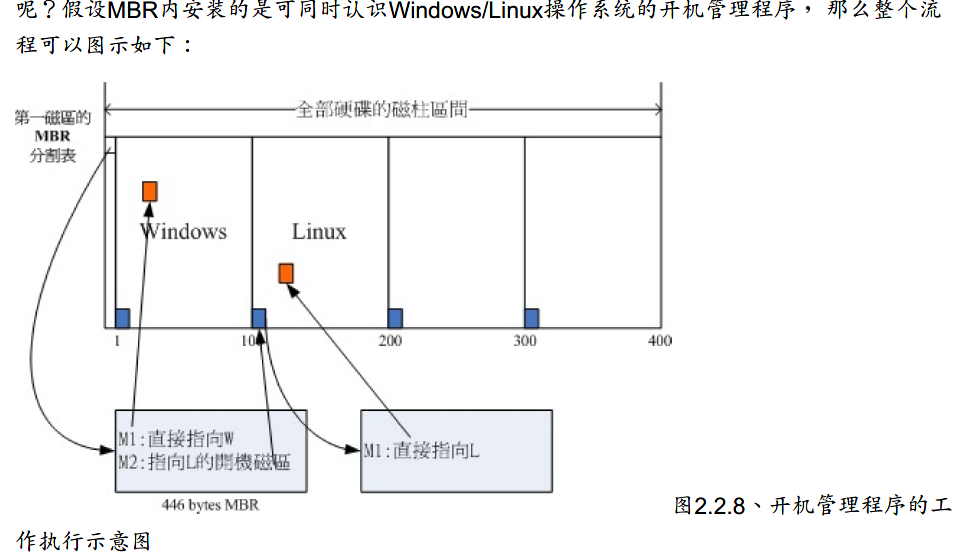 呢？假设MBR内安装的是可同时认识Windows/Linux操作系统的开机管理程序， 那么整个流
程可以图示如下：
全部硬碟的磁柱區間
第一磁區的
MBR
分割表
Windows
Linux
1
100
200
300
400
M1:直接指向W
M2:指向L的開機磁區
M1:直接指向L
446 bytes MBR
图2.2.8、开机管理程序的工
作执行示意图